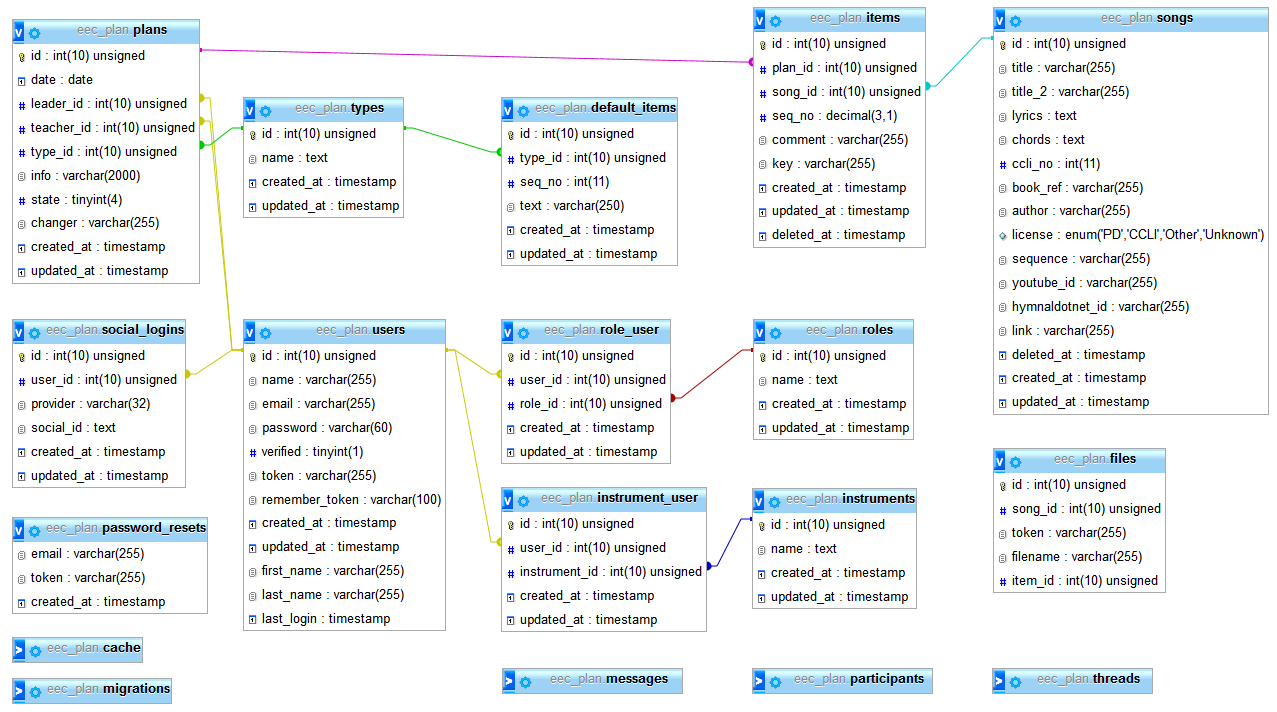 eec_plan.plans
id : int(10) unsigned
date : date
leader_id : int(10) unsigned
teacher_id : int(10) unsigned
type_id : int(10) unsigned
info : varchar(2000)
state : tinyint(4)
changer : varchar(255)
created_at : timestamp
updated_at : timestamp
eec_plan.types
id : int(10) unsigned
name : text
created_at : timestamp
updated_at : timestamp
eec_plan.default_items
id : int(10) unsigned
type_id : int(10) unsigned
seq_no : int(11)
text : varchar(250)
created_at : timestamp
updated_at : timestamp
eec_plan.items
id : int(10) unsigned
plan_id : int(10) unsigned
song_id : int(10) unsigned
seq_no : decimal(3,1)
comment : varchar(255)
key : varchar(255)
created_at : timestamp
updated_at : timestamp
deleted_at : timestamp
eec_plan.songs
id : int(10) unsigned
title : varchar(255)
title_2 : varchar(255)
lyrics : text
chords : text
ccli_no : int(11)
book_ref : varchar(255)
author : varchar(255)
license : enum('PD','CCLI','Other','Unknown')
sequence : varchar(255)
youtube_id : varchar(255)
hymnaldotnet_id : varchar(255)
link : varchar(255)
deleted_at : timestamp
created_at : timestamp
updated_at : timestamp
eec_plan.social_logins
id : int(10) unsigned
user_id : int(10) unsigned
provider : varchar(32)
social_id : text
created_at : timestamp
updated_at : timestamp
eec_plan.users
id : int(10) unsigned
name : varchar(255)
email : varchar(255)
password : varchar(60)
verified : tinyint(1)
token : varchar(255)
remember_token : varchar(100)
created_at : timestamp
updated_at : timestamp
first_name : varchar(255)
last_name : varchar(255)
last_login : timestamp
eec_plan.role_user
id : int(10) unsigned
user_id : int(10) unsigned
role_id : int(10) unsigned
created_at : timestamp
updated_at : timestamp
eec_plan.roles
id : int(10) unsigned
name : text
created_at : timestamp
updated_at : timestamp
eec_plan.files
id : int(10) unsigned
song_id : int(10) unsigned
token : varchar(255)
filename : varchar(255)
item_id : int(10) unsigned
eec_plan.instrument_user
id : int(10) unsigned
user_id : int(10) unsigned
instrument_id : int(10) unsigned
created_at : timestamp
updated_at : timestamp
eec_plan.instruments
id : int(10) unsigned
name : text
created_at : timestamp
updated_at : timestamp
eec_plan.password_resets
email : varchar(255)
token : varchar(255)
created_at : timestamp
eec_plan.cache
eec_plan.migrations
eec_plan.messages
eec_plan.participants
eec_plan.threads